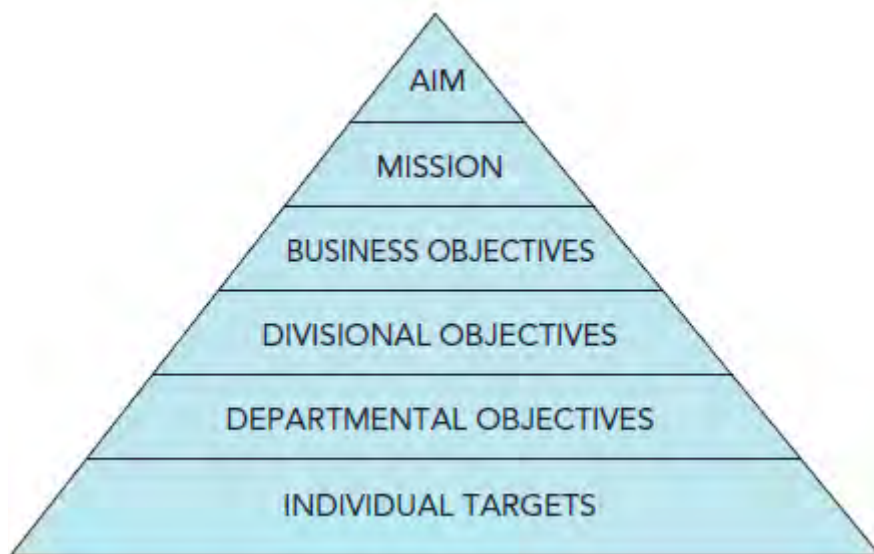 AIM
MISSION
BUSINESS OBJECTIVES
DIVISIONAL OBJECTIVES
DEPARTMENTAL OBJECTIVES
INDIVIDUAL TARGETS